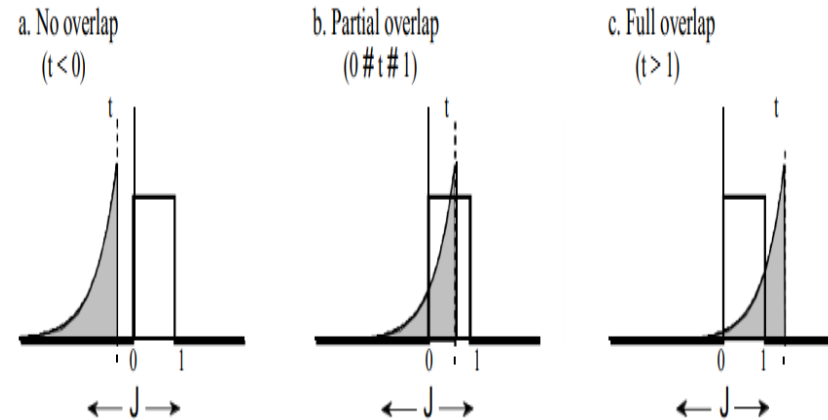 a. No overlap
(t < 0)
b. Partial overlap
(0 # t # 1)
c. Full overlap
(t > 1)
t
t
t
0 1
0 1
0 1
J
J
J